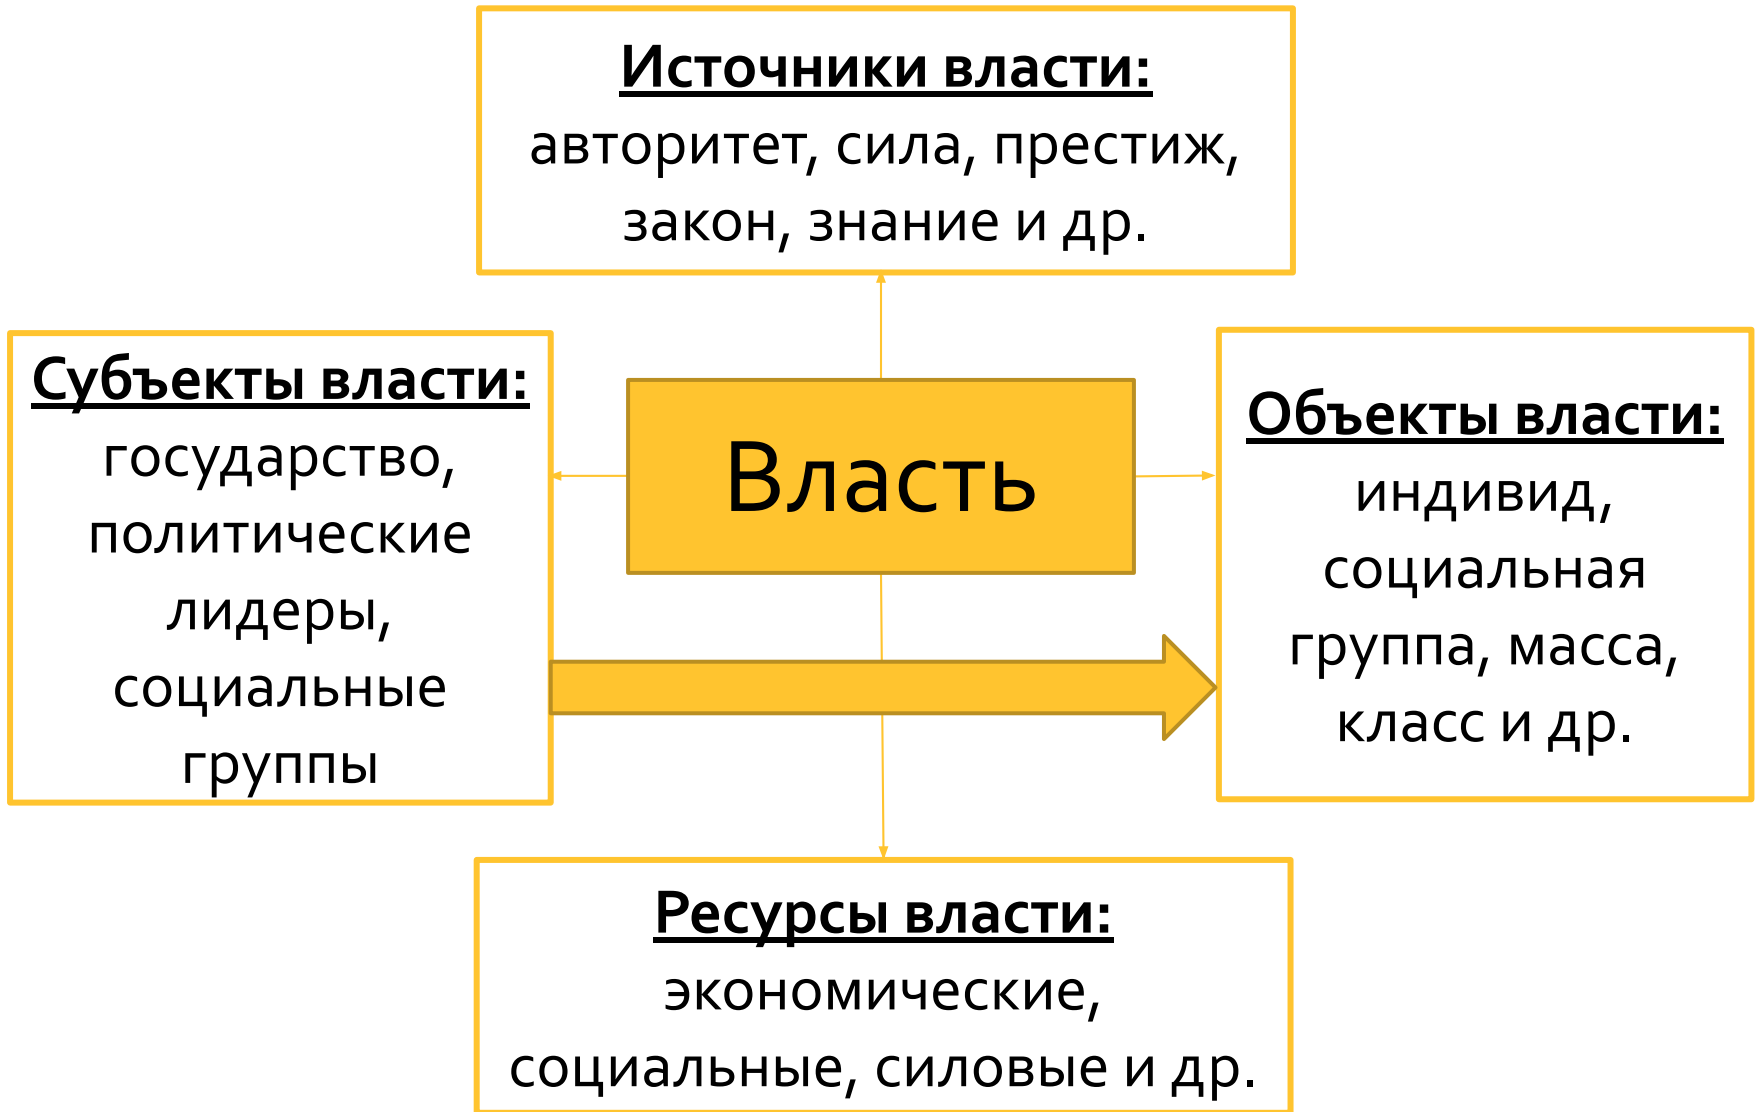 Источники власти:
авторитет, сила, престиж,
закон, знание и др.
Субъекты власти:
государство,
политические
лидеры,
социальные
группы
Власть
Объекты власти:
индивид,
социальная
группа, масса,
класс и др.
Ресурсы власти:
экономические,
социальные, силовые и др.